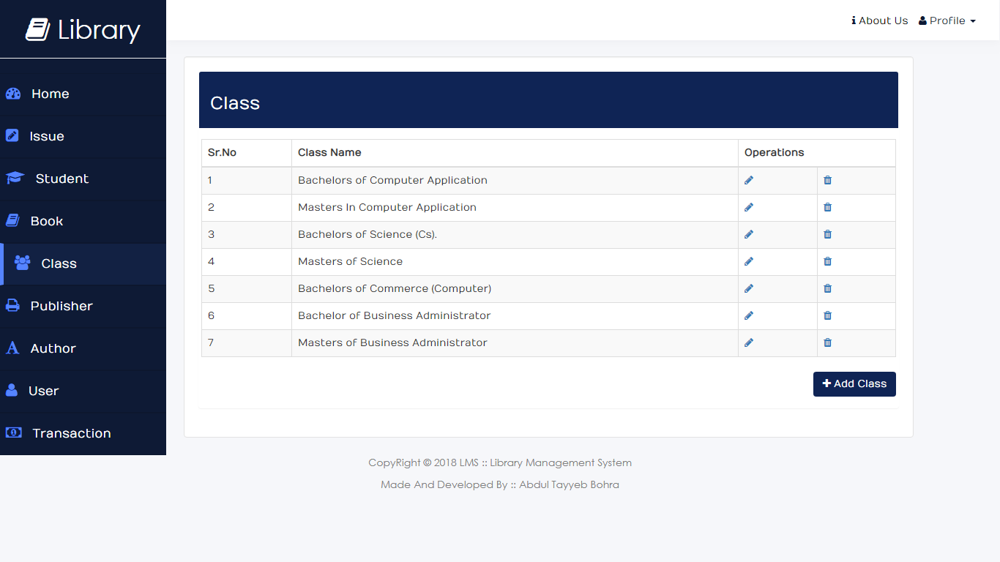 Library
About Us Profile
Home
Issue
Student
Book
Class
Publisher
Author
User
Transaction
Class
Sr.No Class Name Operations
1 Bachelors of Computer Application
2 Masters In Computer Application
3 Bachelors of Science (Cs).
4 Masters of Science
5 Bachelors of Commerce (Computer)
6 Bachelor of Business Administrator
7 Masters of Business Administrator
Add Class
CopyRight © 2018 LMS :: Library Management System
Made And Developed By :: Abdul Tayyeb Bohra